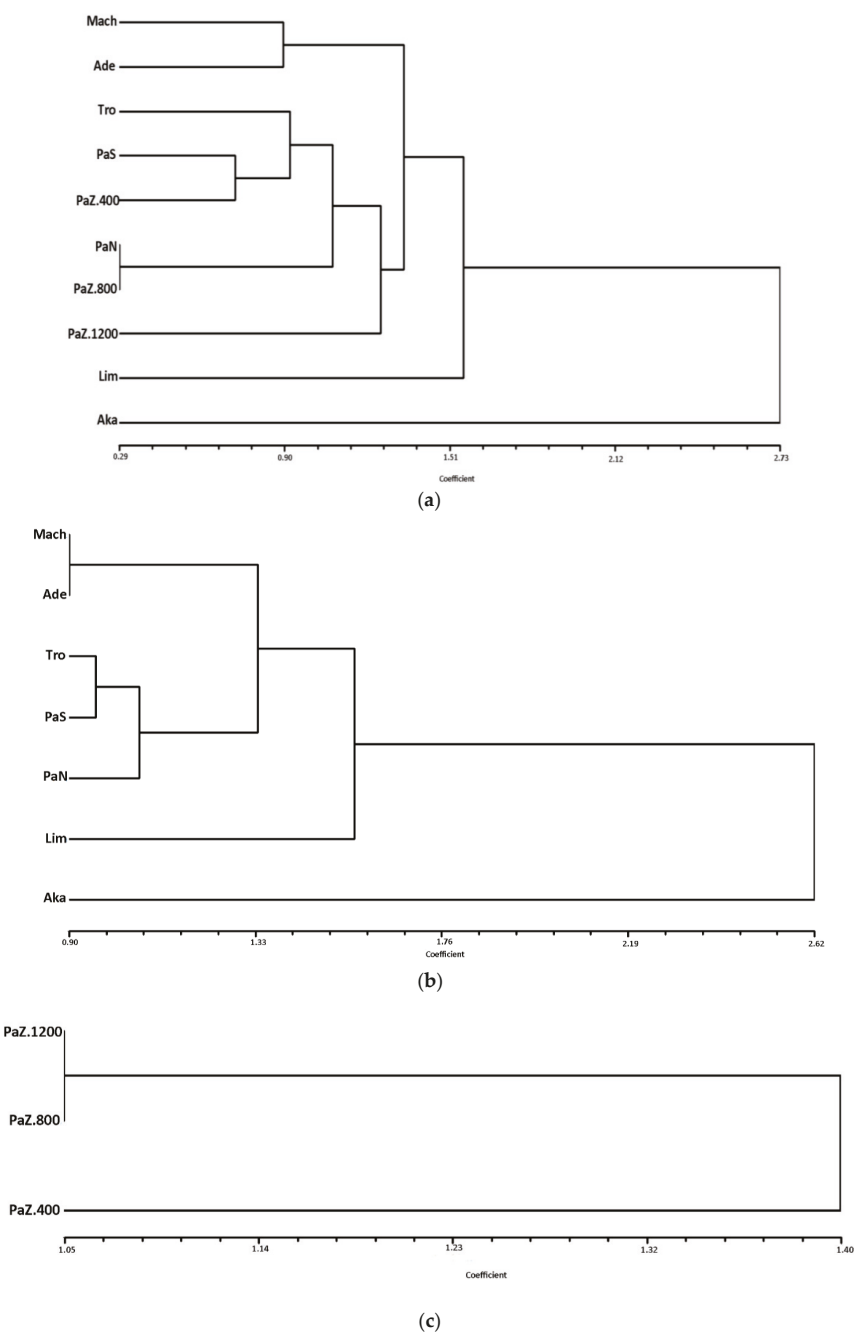 Mach
Ade
Tro
PaS
PaZ.400
PaN
PaZ.800
PaZ.1200
Lim
Aka
0.29 0.90 1.51 2.12 2.73
Coefficient
(a)
Mach
Ade
Tro
PaS
PaN
Lim
Aka
0.90 1.33 1.76 2.19 2.62
Coefficient
(b)
PaZ.1200
PaZ.800
PaZ.400
1.05 1.14 1.23 1.32 1.40
Coefficient
(c)